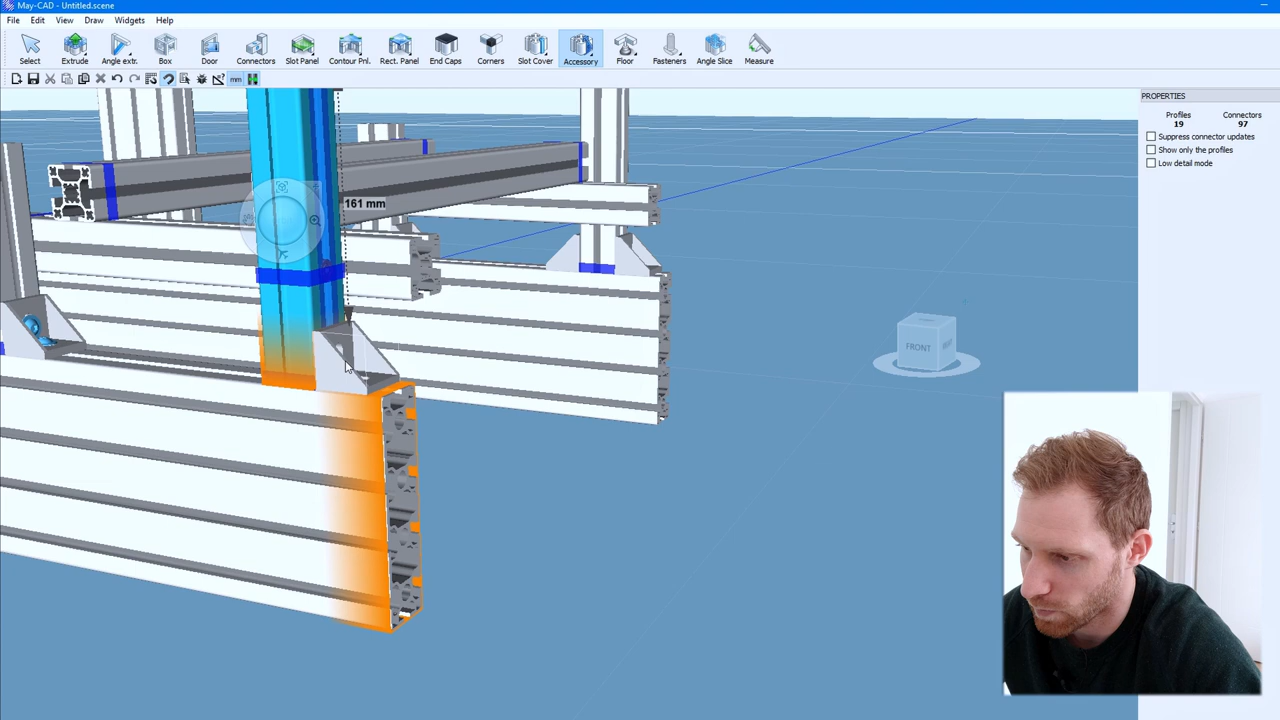 May-CAD - Untitled.scene
File Edit View Draw Widgets Help
Select Extrude Angle extr. Box Door Connectors Slot Panel Contour Pnl. Rect. Panel End Caps Corners Slot Cover Accessory Floor Fasteners Angle Slice Measure
mm
PROPERTIES
Profiles Connectors
19 97
Suppress connector updates
Show only the profiles
Low detail mode
161 mm
FRONT